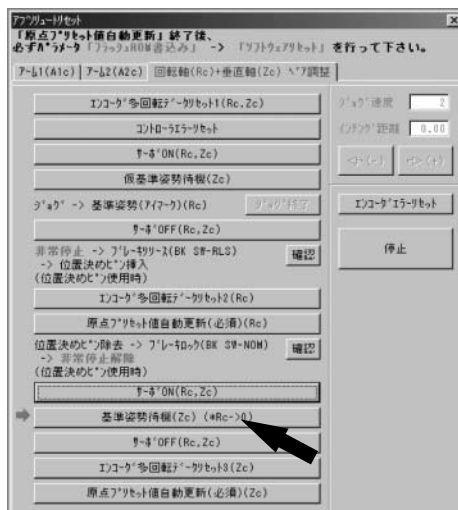 アブソリュートリセット
「原点プリセット値自動更新」終了後、
必ずパラメータ「フラッシュROM書込み」 -> 「ソフトウェアリセット」を行って下さい。
アーム1(A1c) アーム2(A2c) 回転軸(Rc)+垂直軸(Zc) ペア調整
エンコーダ多回転データリセット1(Rc,Zc)
コントローラエラーリセット
サーボON(Rc,Zc)
仮基準姿勢待機(Zc)
ジョグ -> 基準姿勢(アイマーク)(Rc) ジョグ終了
サーボOFF(Rc,Zc)
非常停止 -> ブレーキリリース(BK SW-RLS)
-> 位置決めピン挿入
(位置決めピン使用時)
確認
エンコーダ多回転データリセット2(Rc)
原点プリセット値自動更新(必須)(Rc)
位置決めピン除去 -> ブレーキロック(BK SW-NOM)
-> 非常停止解除
(位置決めピン使用時)
確認
サーボON(Rc,Zc)
基準姿勢待機(Zc) (*Rc->0)
サーボOFF(Rc,Zc)
エンコーダ多回転データリセット3(Zc)
原点プリセット値自動更新(必須)(Zc)
ジョグ速度 2
インチング距離 0.00
<-(-) ->(+)
エンコーダエラーリセット
停止